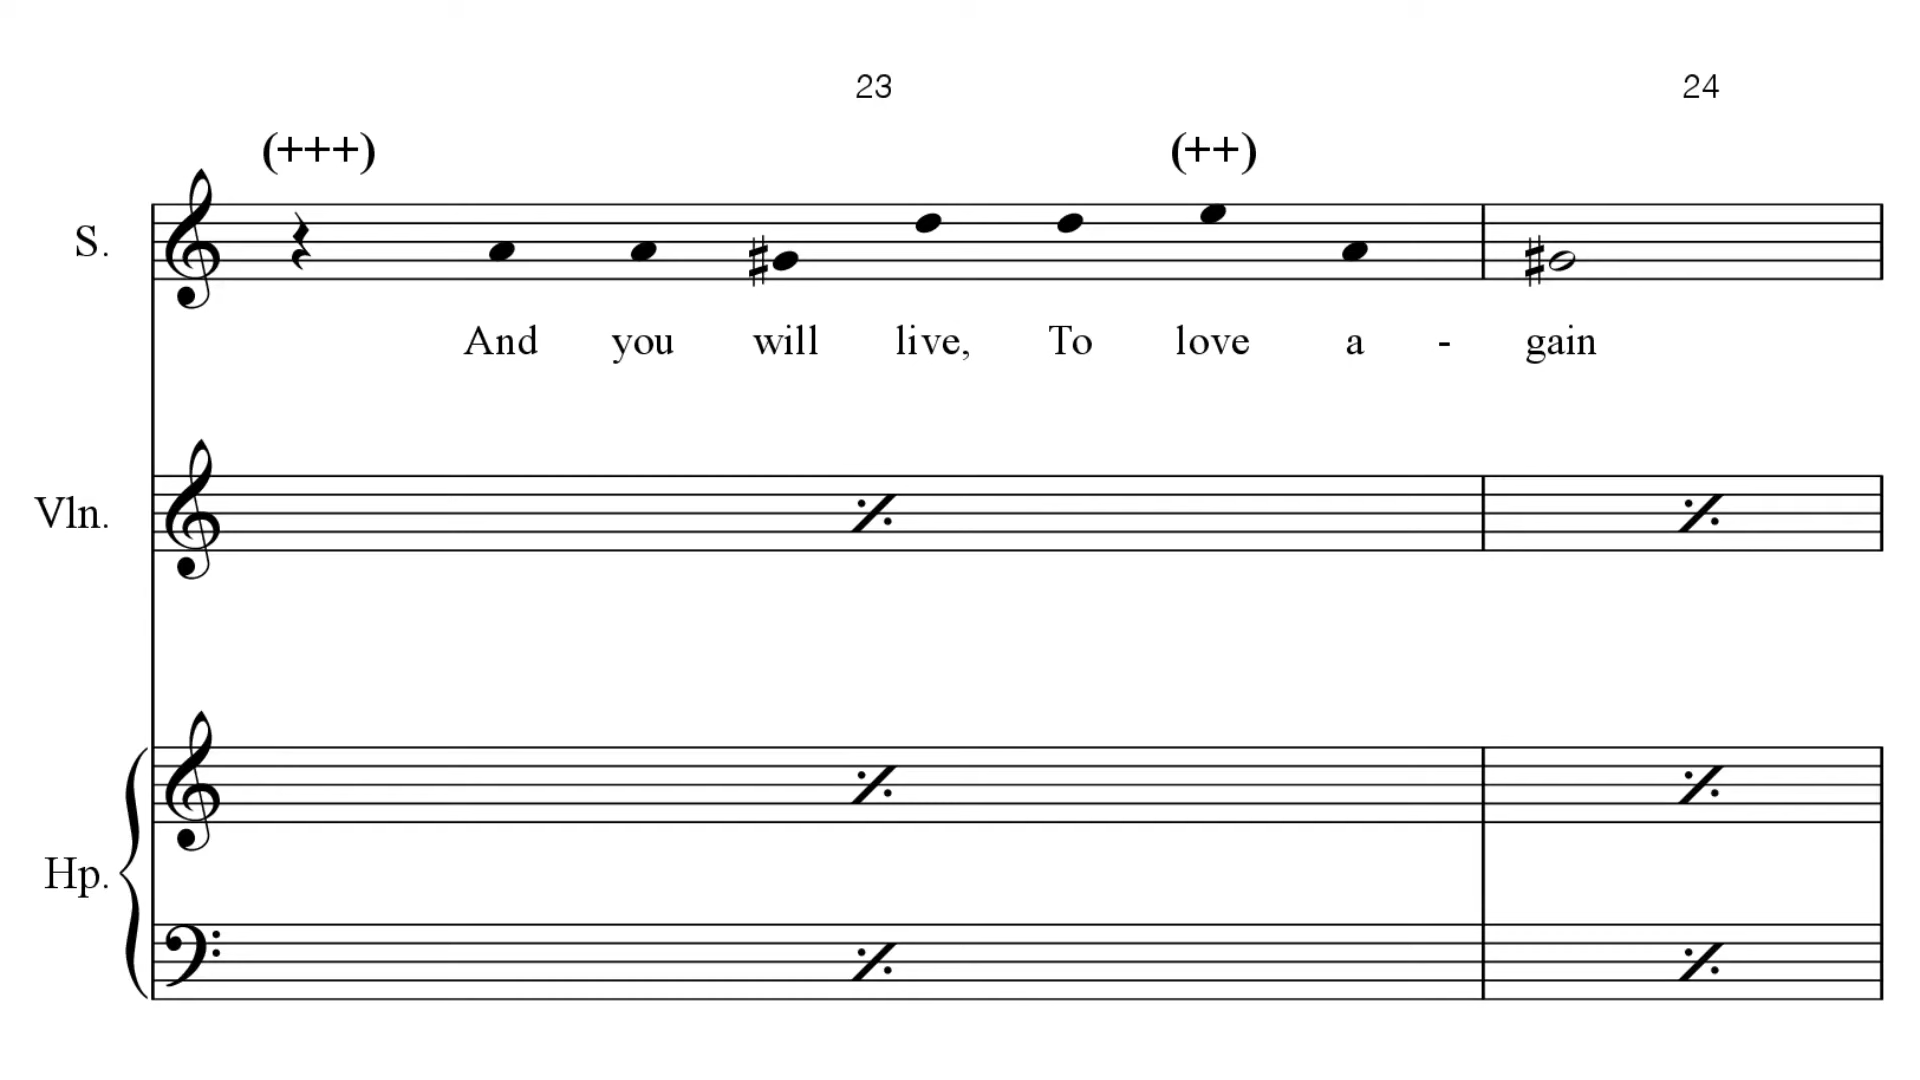 23 24
(+++) (++)
S.
And you will live, To love a - gain
Vln.
Hp.